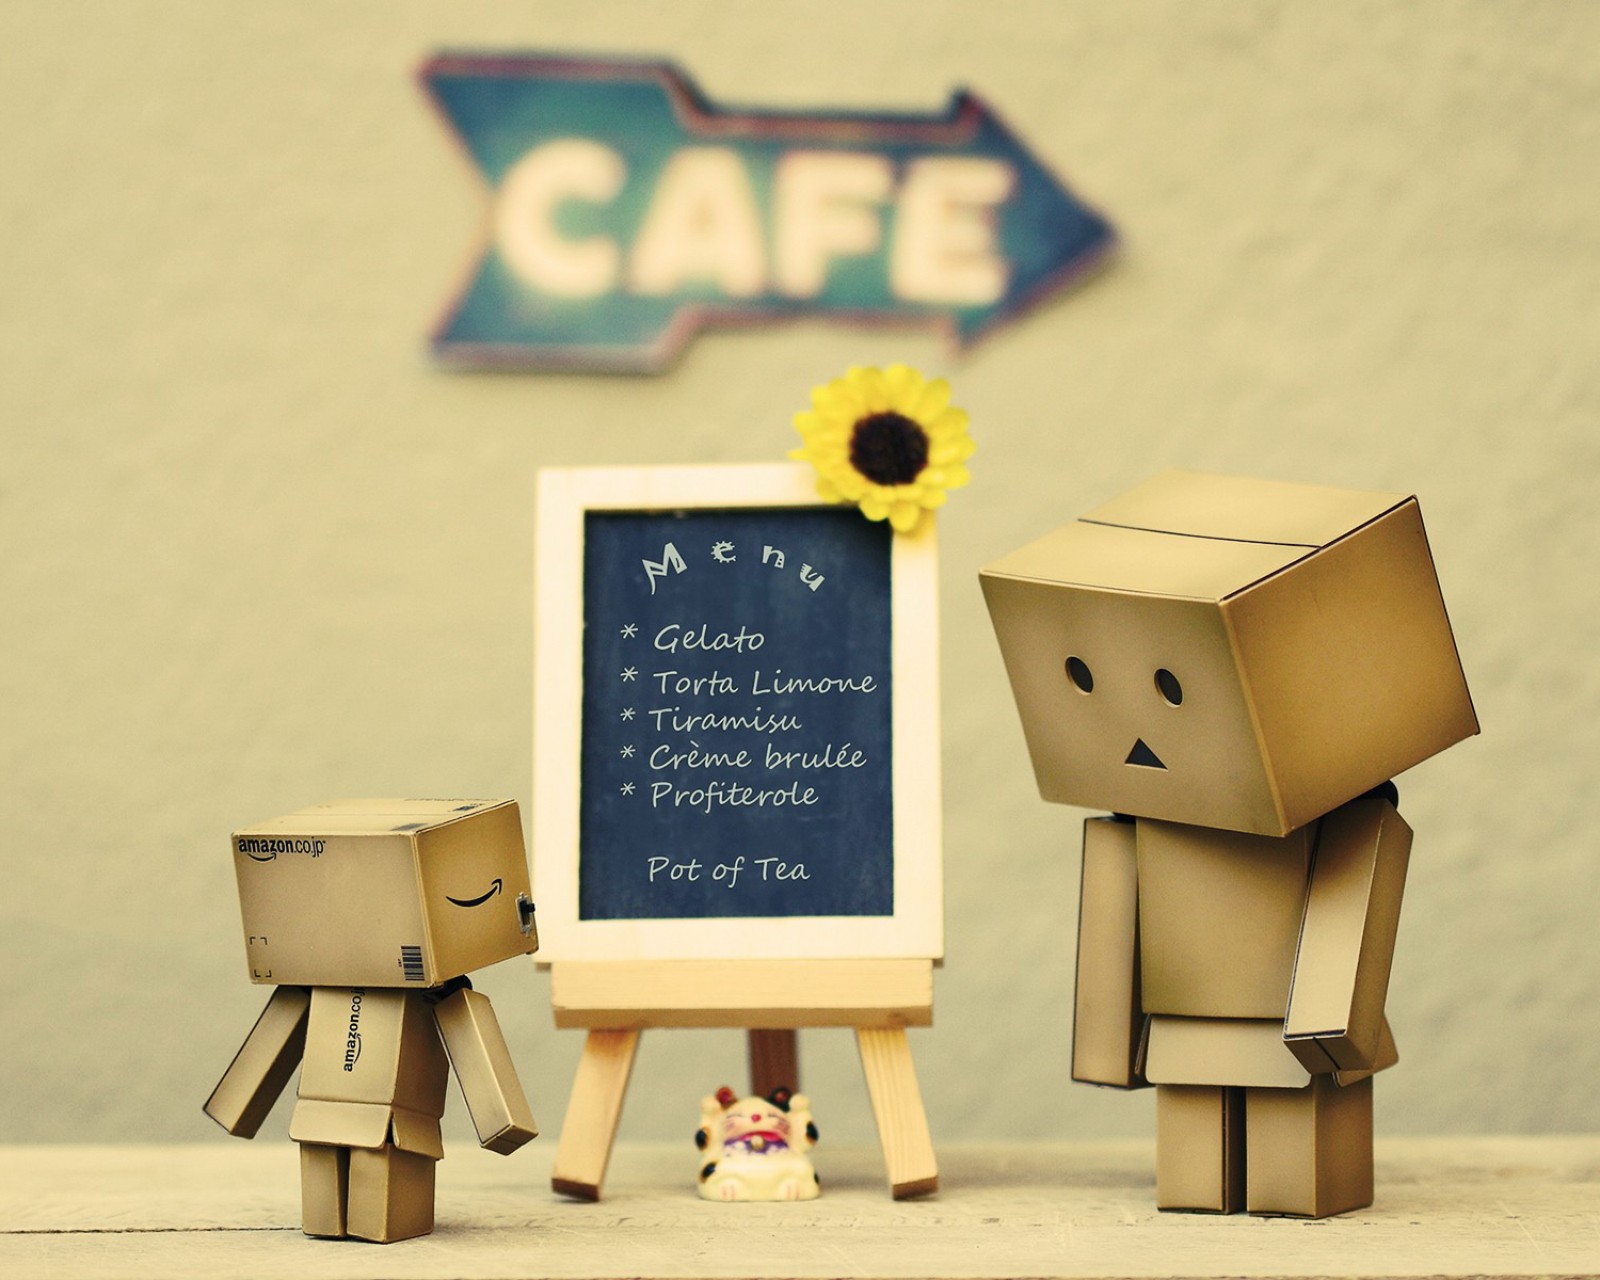 CAFE
Menu
* Gelato
* Torta Limone
* Tiramisu
* Crème brulée
* Profiterole
Pot of Tea
amazon.co.jp
amazon.co.jp